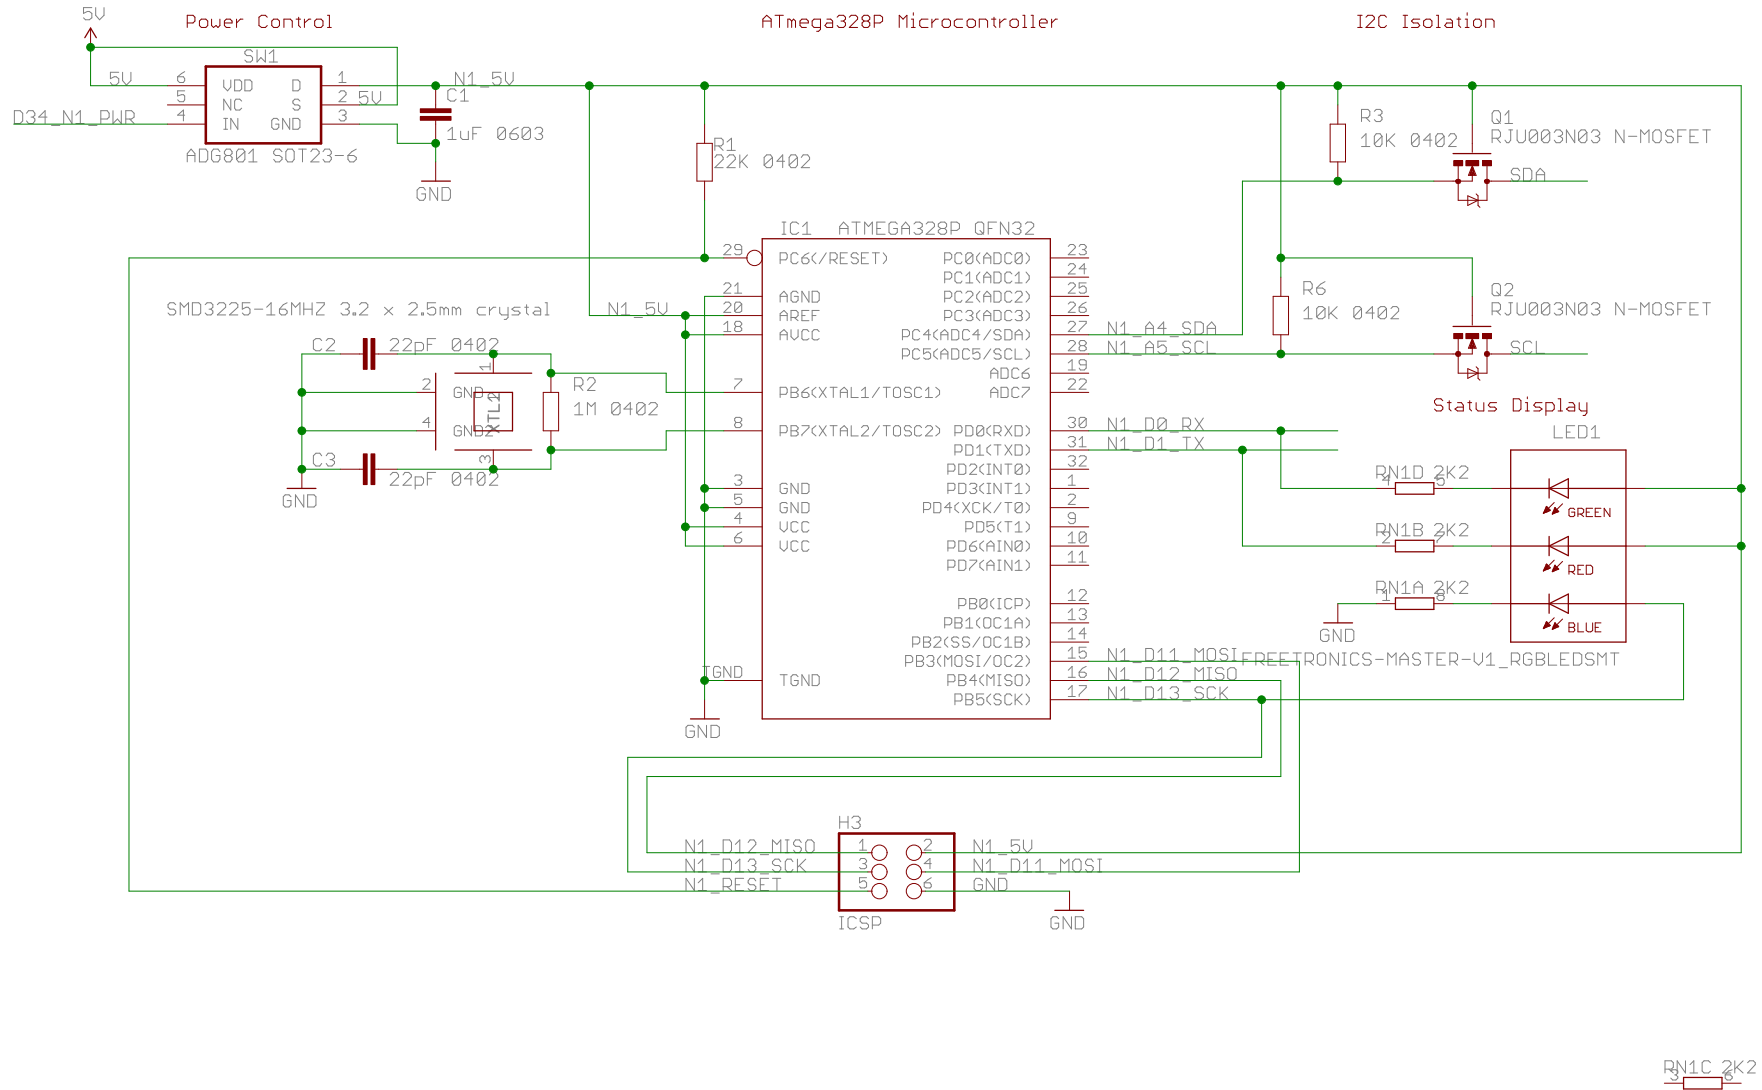 5V
Power Control
ATmega328P Microcontroller
I2C Isolation
SW1
5V
6
VDD
D
1
N1_5V
5
NC
S
2
5V
C1
1uF 0603
D34_N1_PWR
4
IN
GND
3
ADG801 SOT23-6
GND
R1
22K 0402
R3
10K 0402
Q1
RJU003N03 N-MOSFET
SDA
IC1
ATMEGA328P QFN32
29
PC6(/RESET)
PC0(ADC0)
23
PC1(ADC1)
24
21
AGND
PC2(ADC2)
25
N1_5V
20
AREF
PC3(ADC3)
26
18
AVCC
PC4(ADC4/SDA)
27
N1_A4_SDA
PC5(ADC5/SCL)
28
N1_A5_SCL
ADC6
19
7
PB6(XTAL1/TOSC1)
ADC7
22
8
PB7(XTAL2/TOSC2)
PD0(RXD)
30
N1_D0_RX
PD1(TXD)
31
N1_D1_TX
PD2(INT0)
32
3
GND
PD3(INT1)
1
5
GND
PD4(XCK/T0)
2
4
VCC
PD5(T1)
9
6
VCC
PD6(AIN0)
10
PD7(AIN1)
11
PB0(ICP)
12
PB1(OC1A)
13
PB2(SS/OC1B)
14
PB3(MOSI/OC2)
15
N1_D11_MOSI
TGND
TGND
PB4(MISO)
16
N1_D12_MISO
PB5(SCK)
17
N1_D13_SCK
GND
R6
10K 0402
Q2
RJU003N03 N-MOSFET
SCL
SMD3225-16MHZ 3.2 x 2.5mm crystal
C2
22pF 0402
1
2
GND
XTL2
4
GND2
3
R2
1M 0402
C3
22pF 0402
GND
Status Display
LED1
RN1D 2K2
4
5
GREEN
RN1B 2K2
2
7
RED
RN1A 2K2
1
8
BLUE
GND
FREETRONICS-MASTER-V1_RGBLEDSMT
H3
N1_D12_MISO
1
2
N1_5V
N1_D13_SCK
3
4
N1_D11_MOSI
N1_RESET
5
6
GND
ICSP
GND
RN1C 2K2
3
6